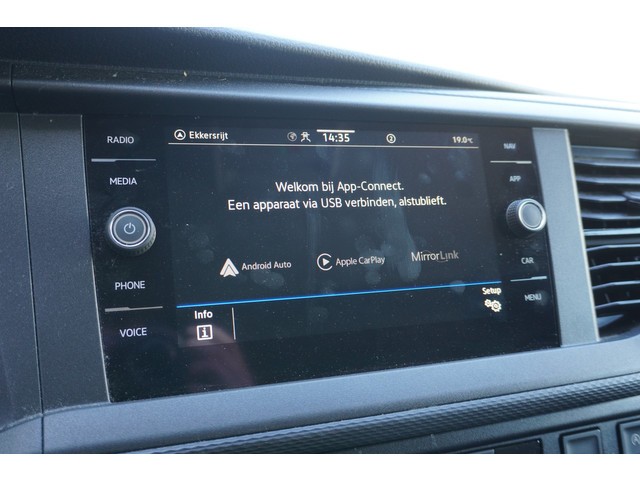 RADIO
MEDIA
PHONE
VOICE
Ekkersrijt
14:35
2
19.0°C
Welkom bij App-Connect.
Een apparaat via USB verbinden, alstublieft.
Android Auto
Apple CarPlay
MirrorLink
Setup
Info
i
NAV
APP
CAR
MENU